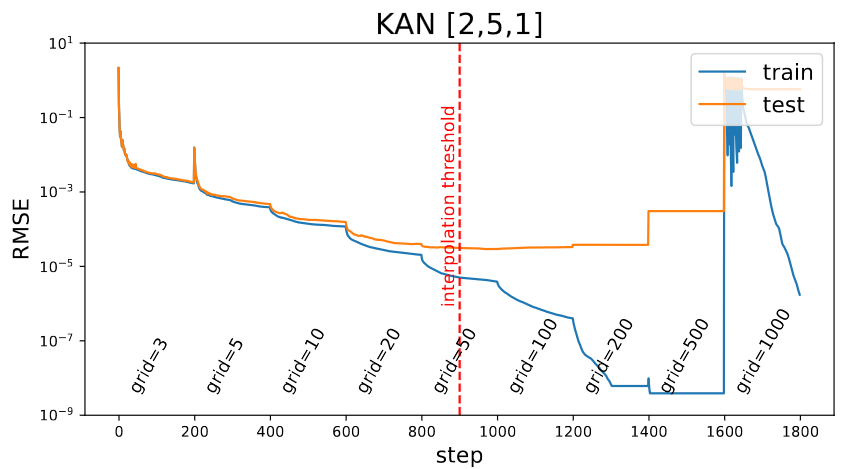 KAN [2,5,1]
10¹
10⁻¹
10⁻³
10⁻⁵
10⁻⁷
10⁻⁹
RMSE
train
test
interpolation threshold
grid=3
grid=5
grid=10
grid=20
grid=50
grid=100
grid=200
grid=500
grid=1000
0 200 400 600 800 1000 1200 1400 1600 1800
step